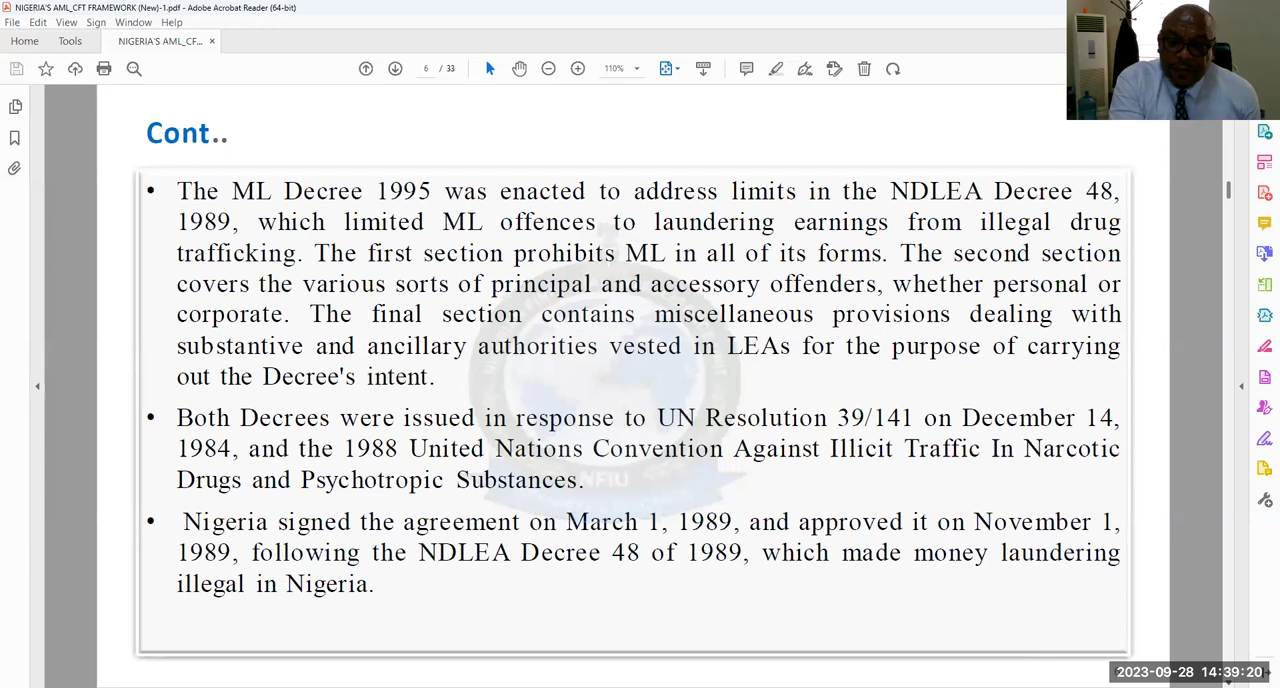 NIGERIA'S AML_CFT FRAMEWORK (New)-1.pdf - Adobe Acrobat Reader (64-bit)
File Edit View Sign Window Help
Home Tools NIGERIA'S AML_CF... ×
6 / 33 110%
Cont..
• The ML Decree 1995 was enacted to address limits in the NDLEA Decree 48,
1989, which limited ML offences to laundering earnings from illegal drug
trafficking. The first section prohibits ML in all of its forms. The second section
covers the various sorts of principal and accessory offenders, whether personal or
corporate. The final section contains miscellaneous provisions dealing with
substantive and ancillary authorities vested in LEAs for the purpose of carrying
out the Decree's intent.
• Both Decrees were issued in response to UN Resolution 39/141 on December 14,
1984, and the 1988 United Nations Convention Against Illicit Traffic In Narcotic
Drugs and Psychotropic Substances.
• Nigeria signed the agreement on March 1, 1989, and approved it on November 1,
1989, following the NDLEA Decree 48 of 1989, which made money laundering
illegal in Nigeria.
NFIU
2023-09-28 14:39:20